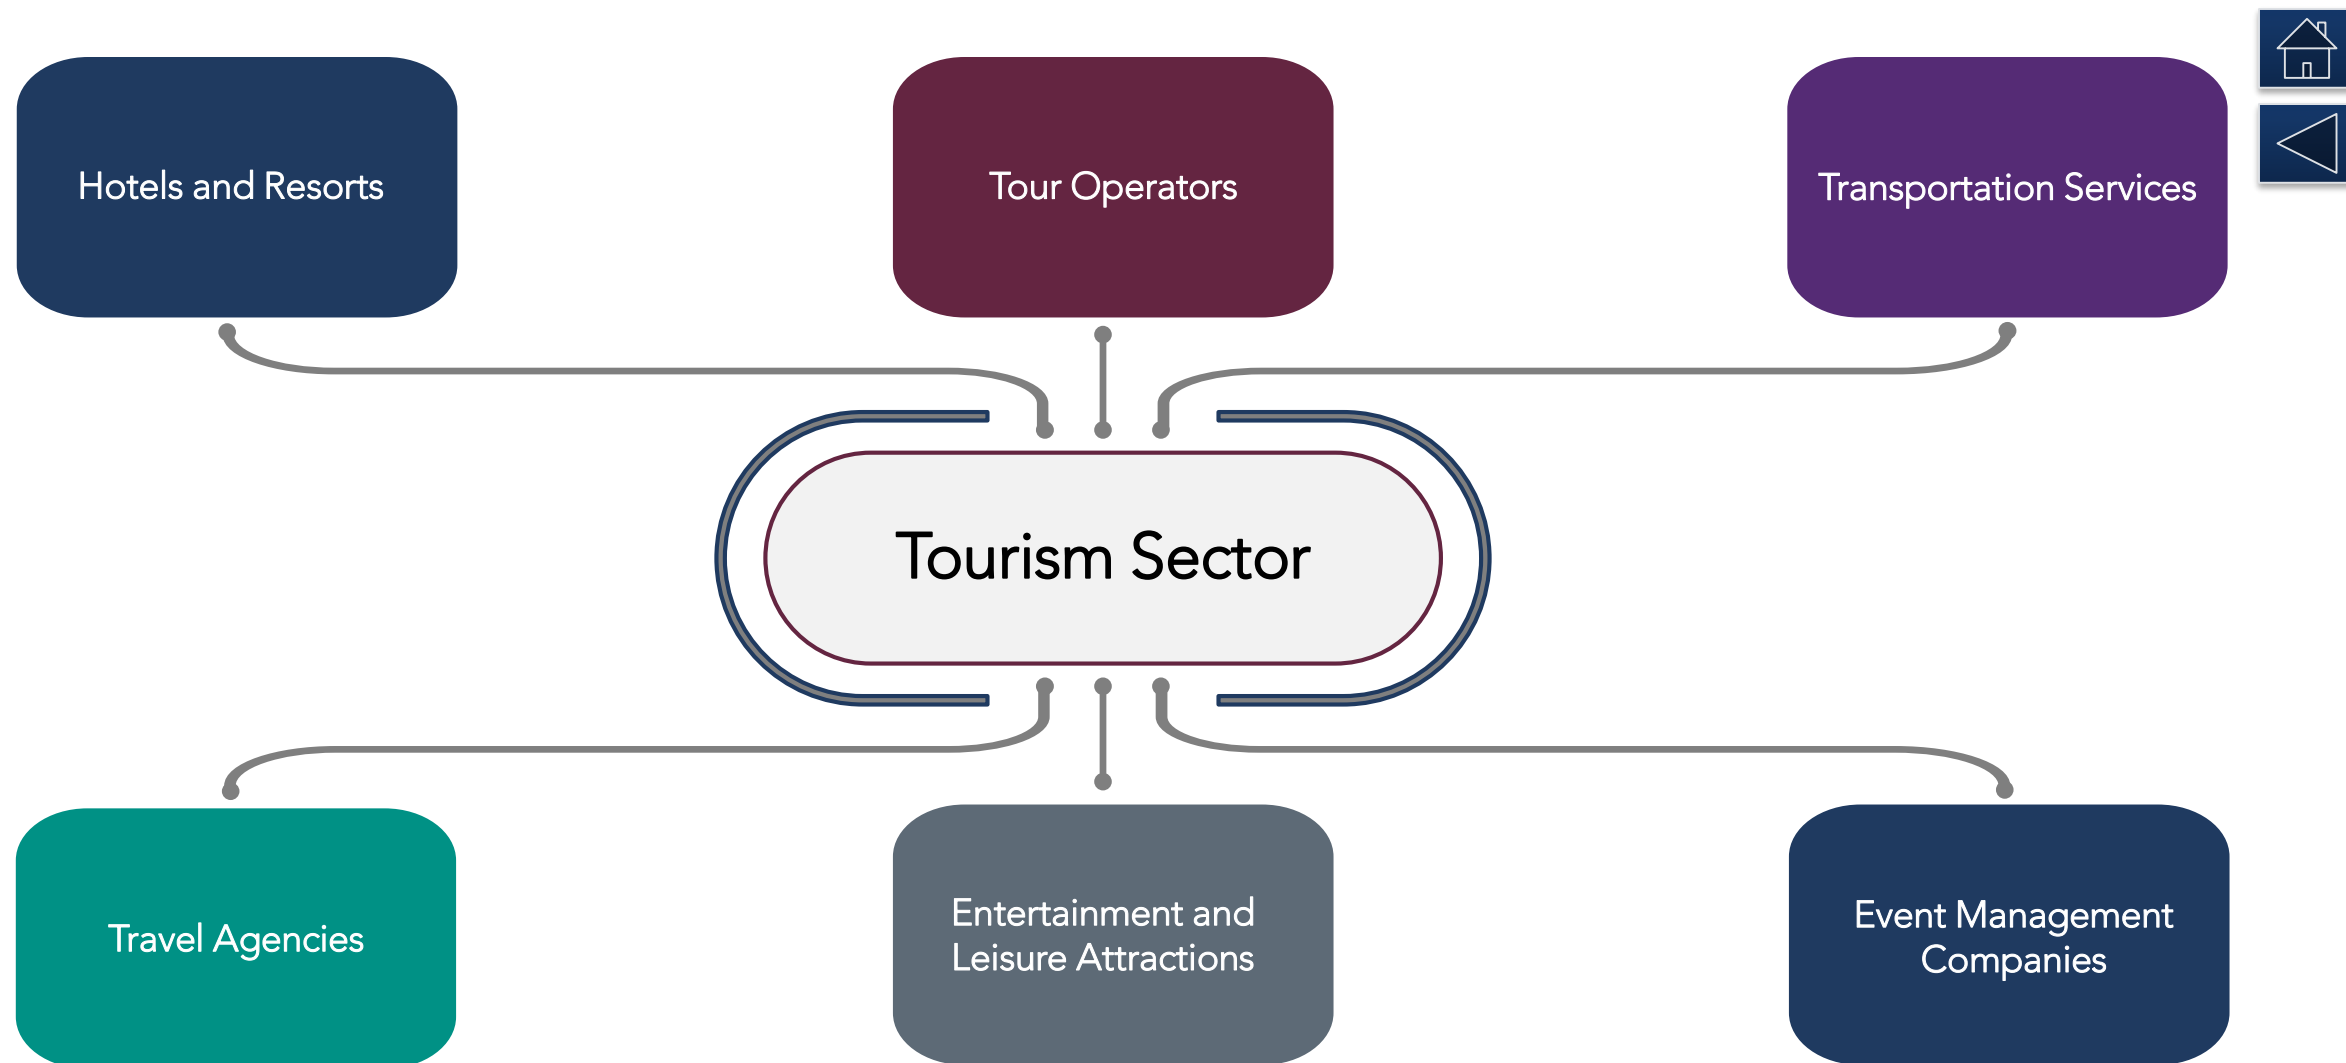 Hotels and Resorts
Tour Operators
Transportation Services
Tourism Sector
Travel Agencies
Entertainment and
Leisure Attractions
Event Management
Companies